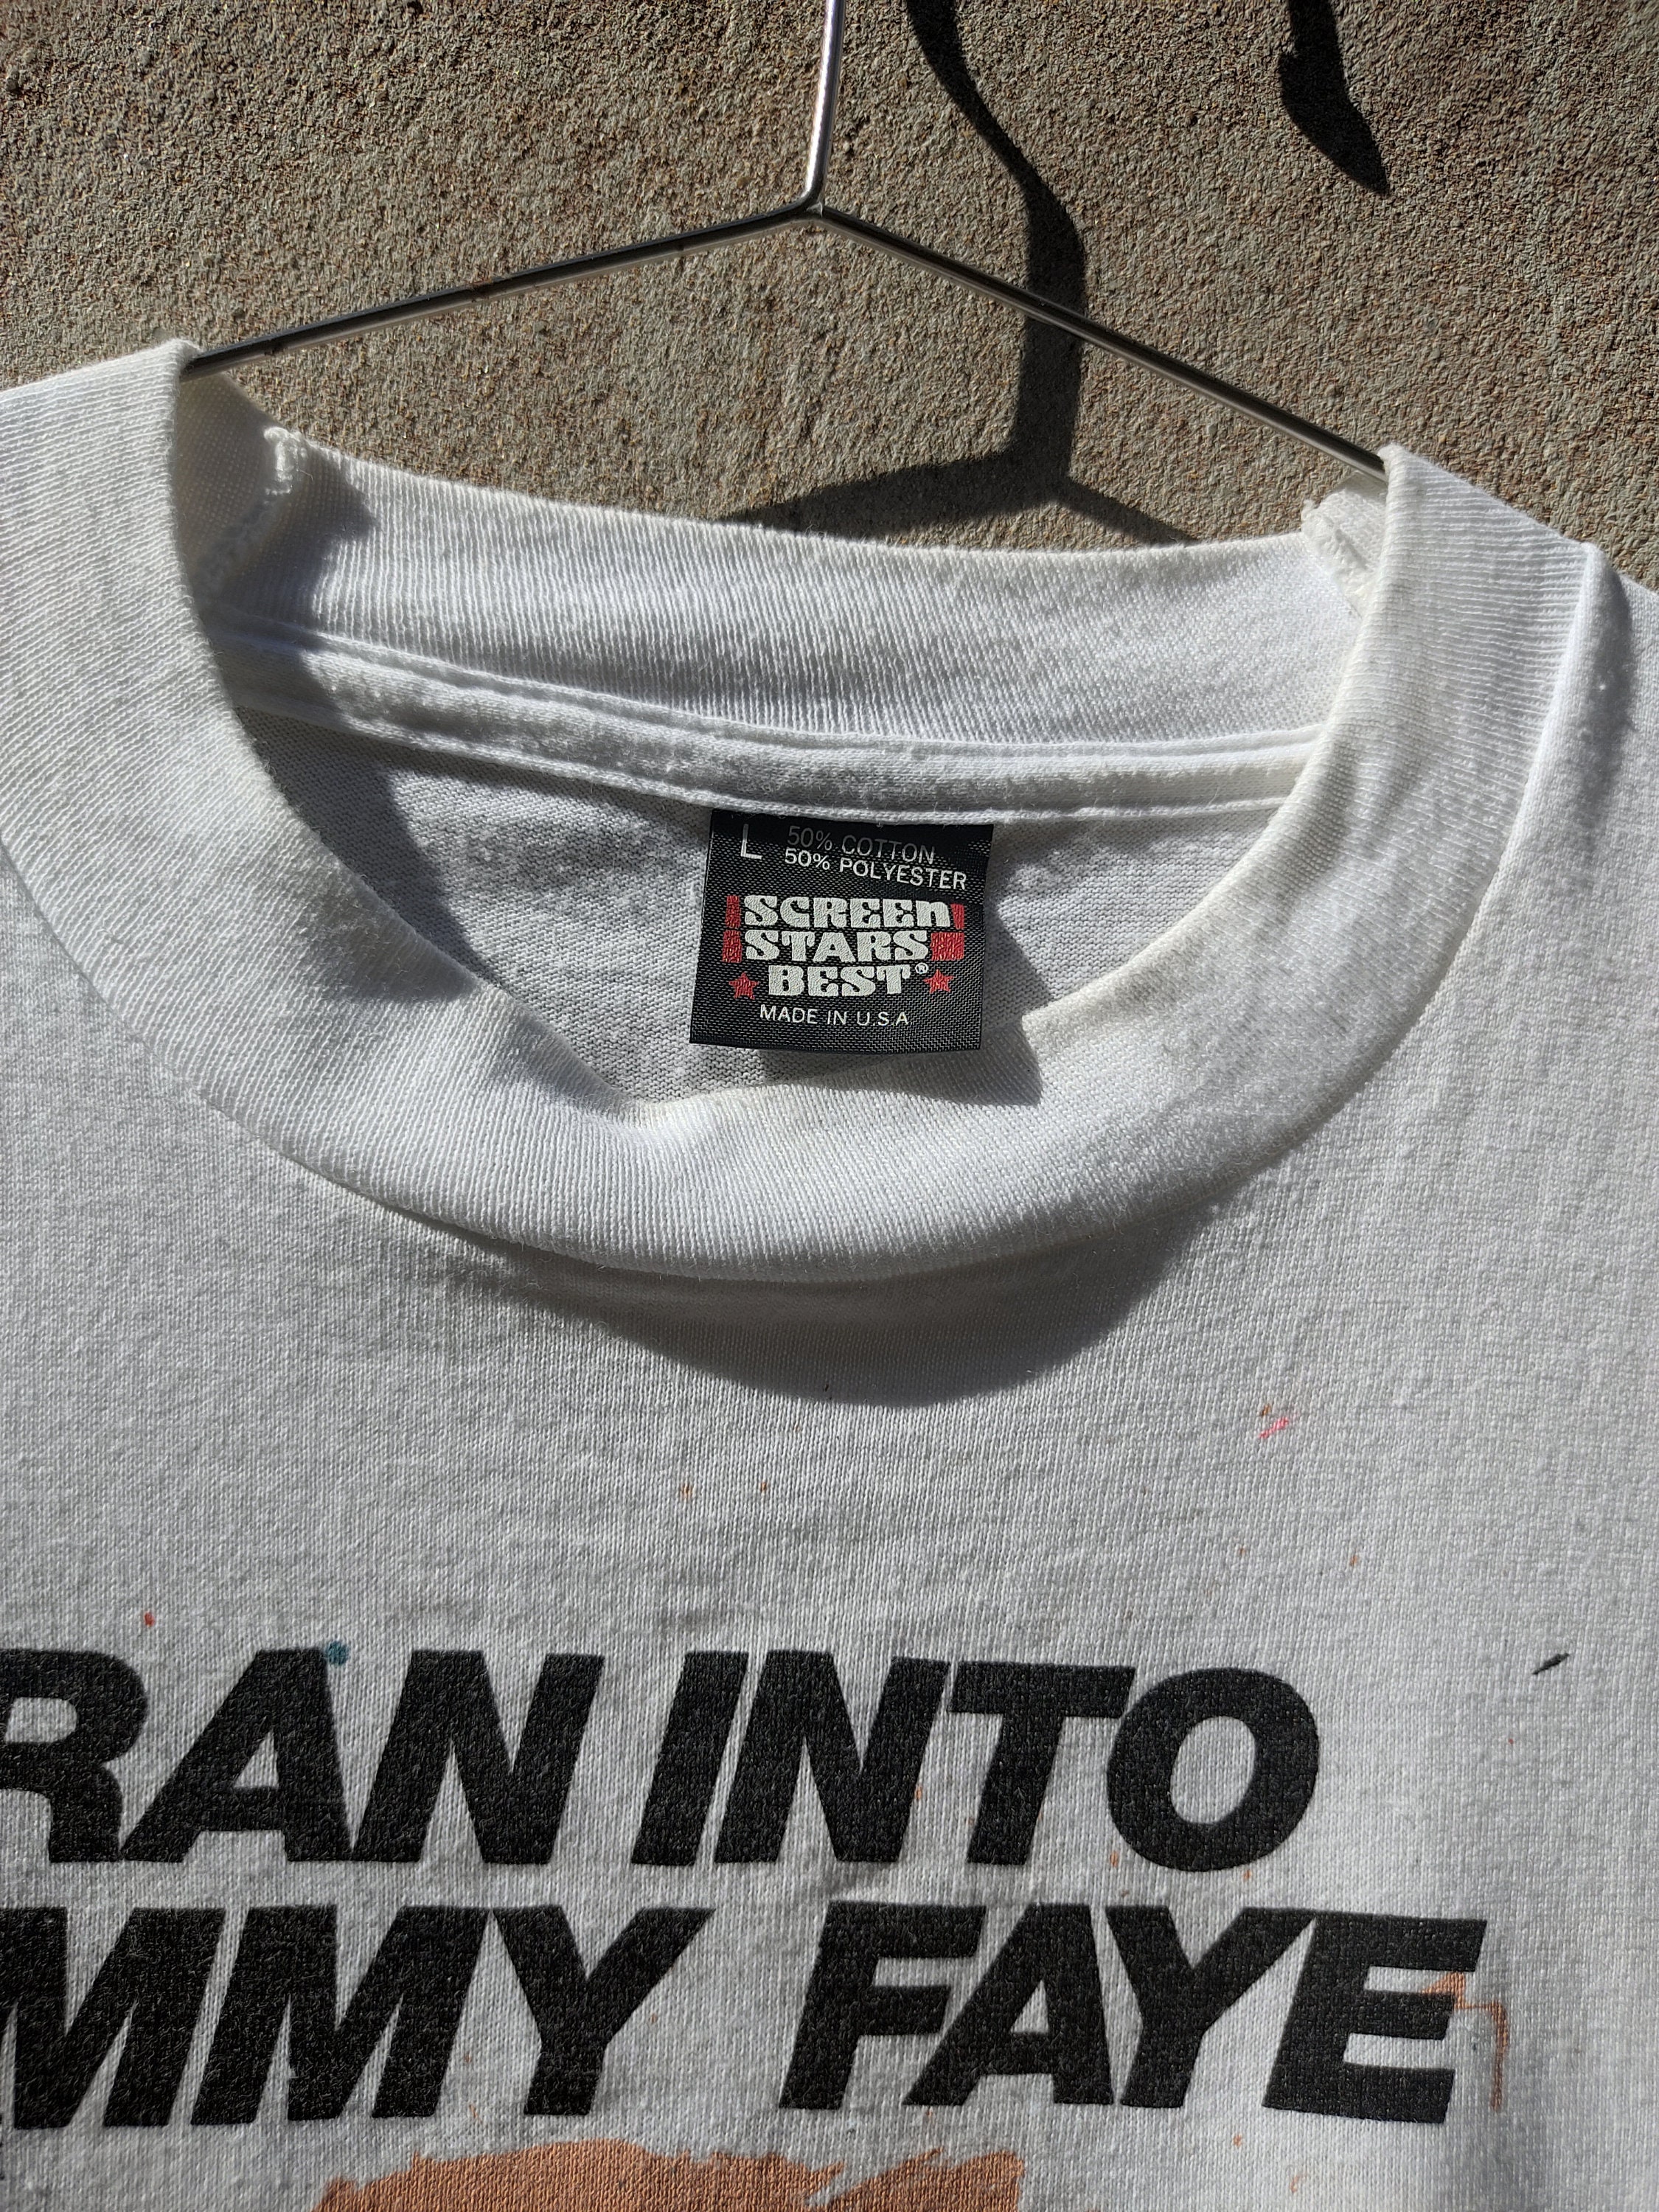 L 50% COTTON
50% POLYESTER
SCREEN
STARS
BEST®
MADE IN U.S.A.
RAN INTO
MMY FAYE